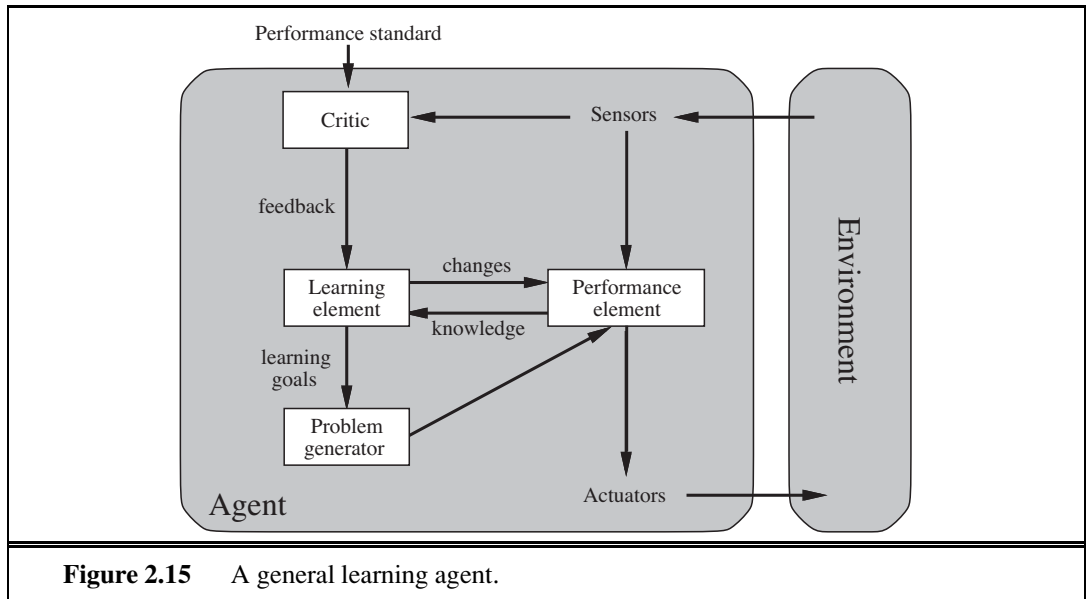 Performance standard
Critic
Sensors
feedback
Learning
element
changes
knowledge
Performance
element
learning
goals
Problem
generator
Agent
Actuators
Environment
Figure 2.15 A general learning agent.